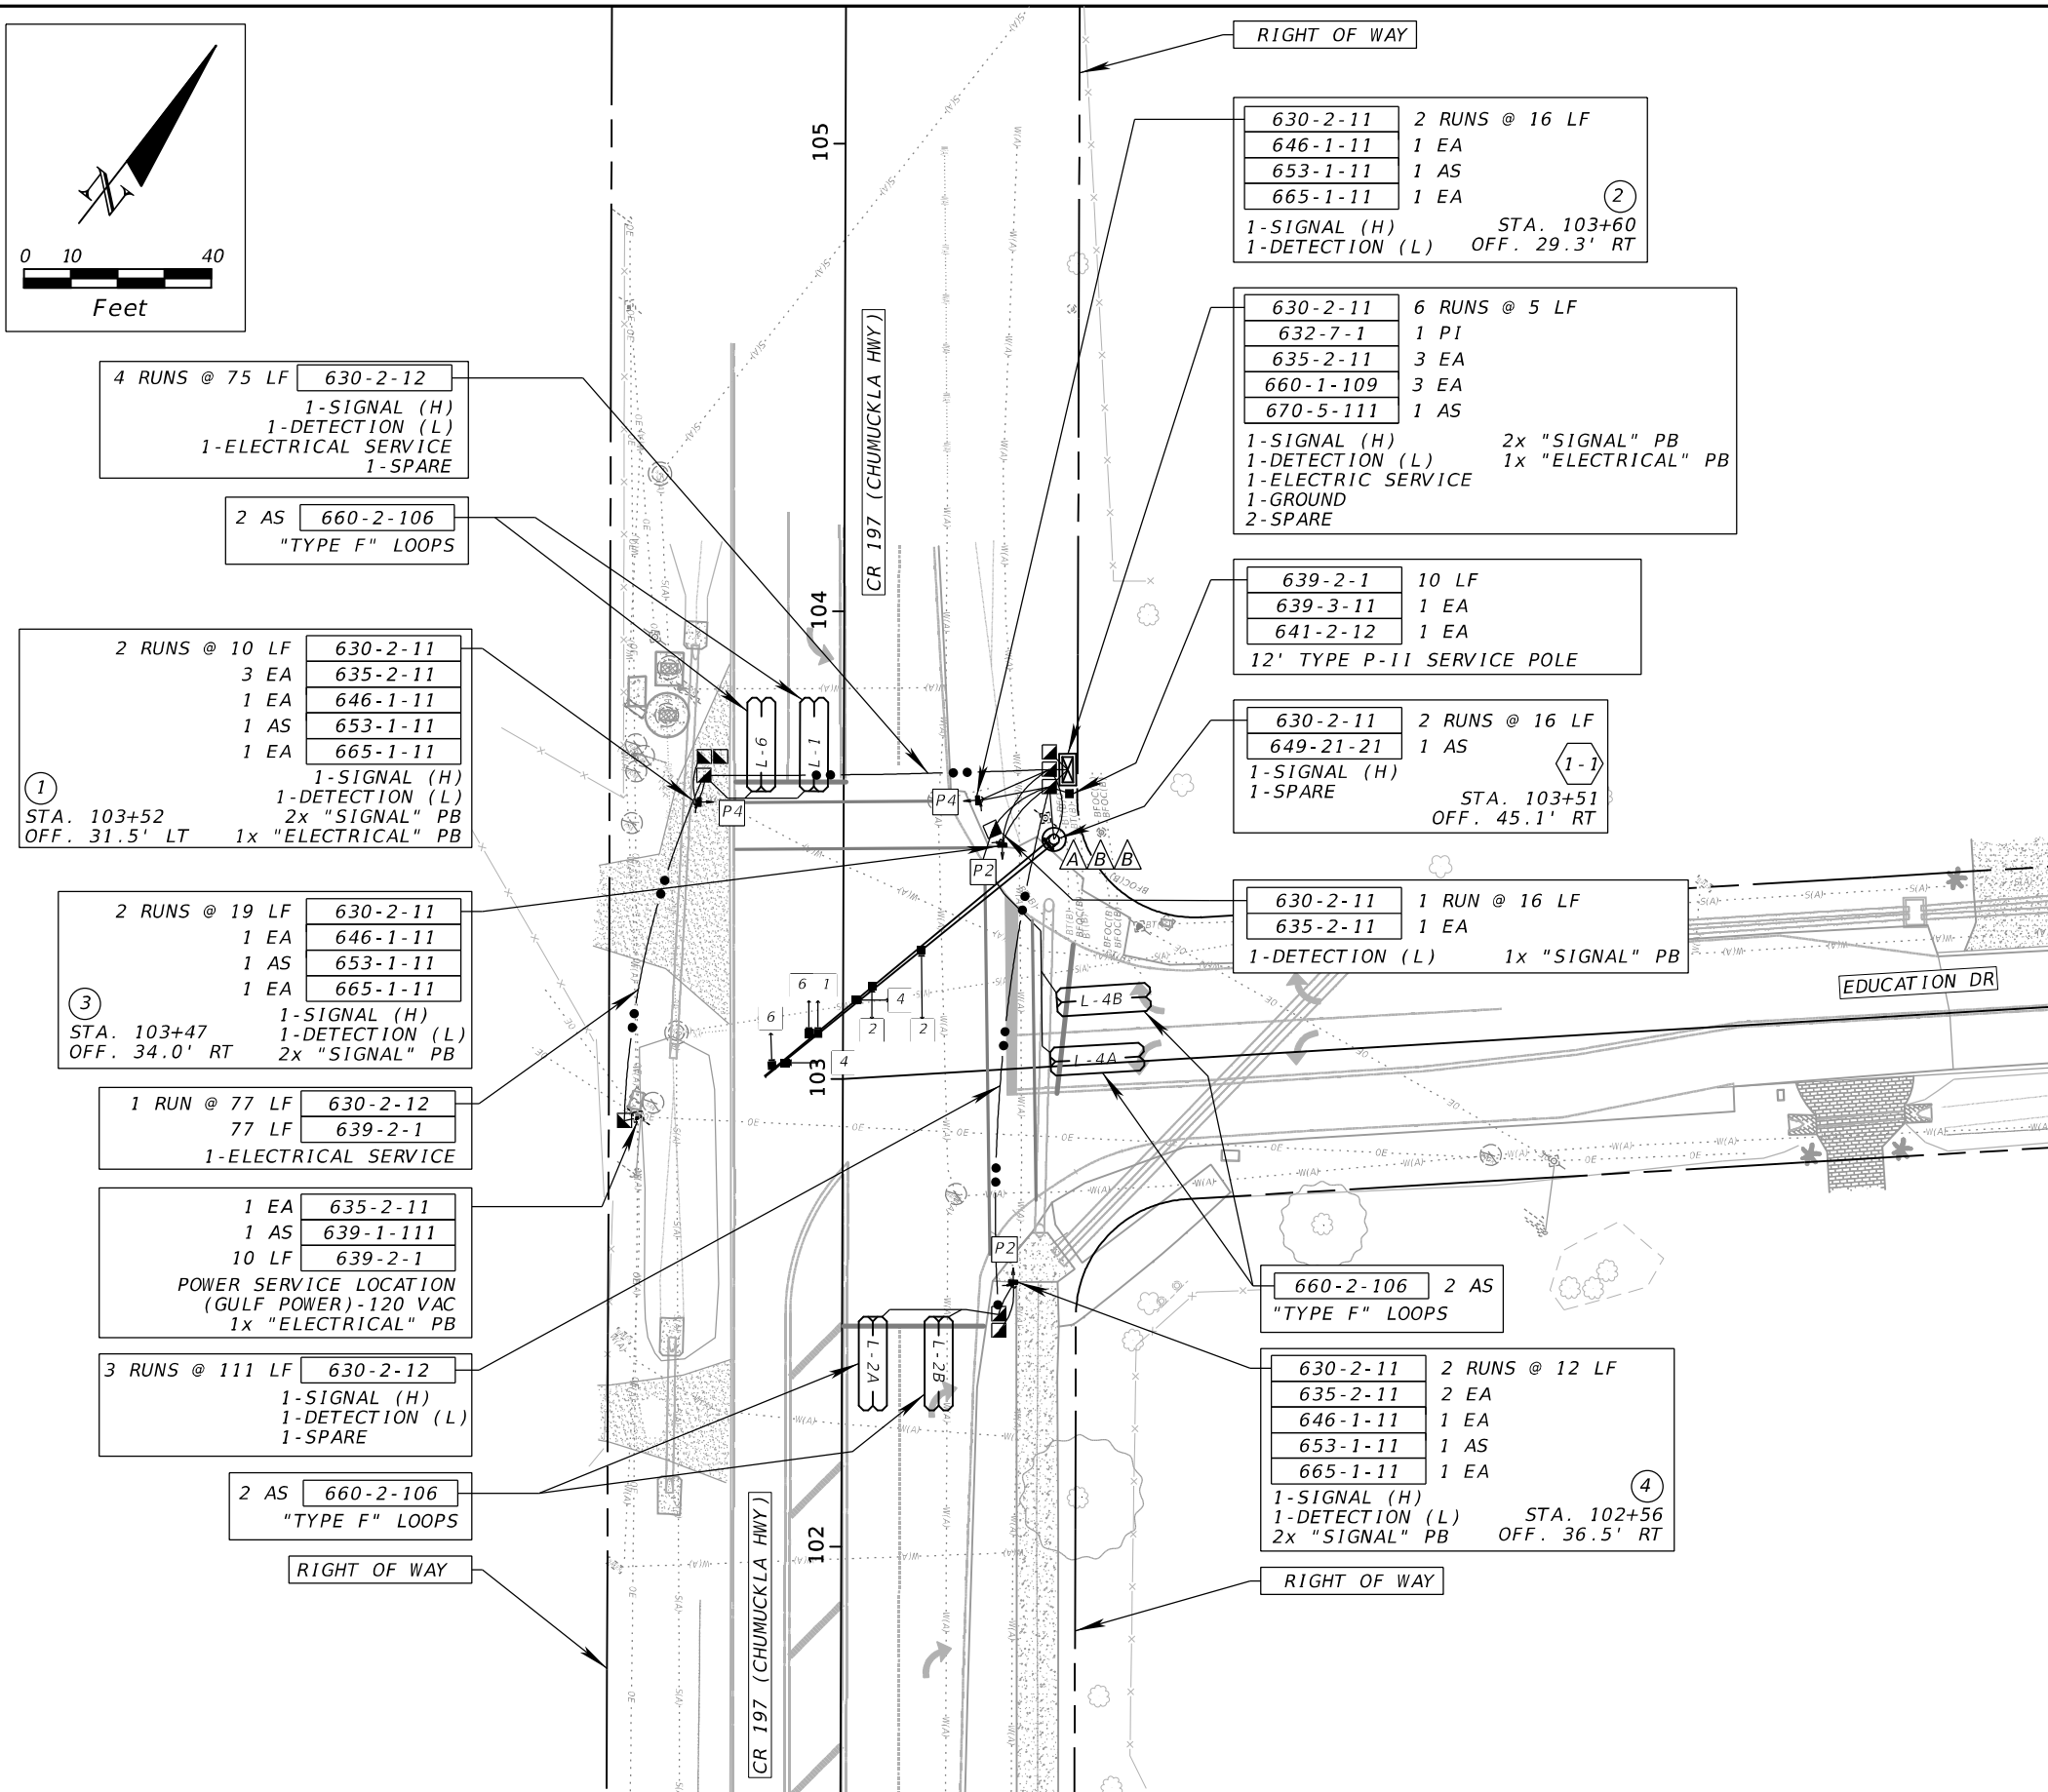 N
0 10 40
Feet
RIGHT OF WAY
630-2-11 2 RUNS @ 16 LF
646-1-11 1 EA
653-1-11 1 AS
665-1-11 1 EA
2
1-SIGNAL (H) STA. 103+60
1-DETECTION (L) OFF. 29.3' RT
630-2-11 6 RUNS @ 5 LF
632-7-1 1 PI
635-2-11 3 EA
660-1-109 3 EA
670-5-111 1 AS
1-SIGNAL (H) 2x "SIGNAL" PB
1-DETECTION (L) 1x "ELECTRICAL" PB
1-ELECTRIC SERVICE
1-GROUND
2-SPARE
639-2-1 10 LF
639-3-11 1 EA
641-2-12 1 EA
12' TYPE P-II SERVICE POLE
630-2-11 2 RUNS @ 16 LF
649-21-21 1 AS
1-SIGNAL (H)
1-SPARE
1-1
STA. 103+51
OFF. 45.1' RT
630-2-11 1 RUN @ 16 LF
635-2-11 1 EA
1-DETECTION (L) 1x "SIGNAL" PB
EDUCATION DR
660-2-106 2 AS
"TYPE F" LOOPS
630-2-11 2 RUNS @ 12 LF
635-2-11 2 EA
646-1-11 1 EA
653-1-11 1 AS
665-1-11 1 EA
4
1-SIGNAL (H)
1-DETECTION (L) STA. 102+56
2x "SIGNAL" PB OFF. 36.5' RT
RIGHT OF WAY
4 RUNS @ 75 LF 630-2-12
1-SIGNAL (H)
1-DETECTION (L)
1-ELECTRICAL SERVICE
1-SPARE
2 AS 660-2-106
"TYPE F" LOOPS
2 RUNS @ 10 LF 630-2-11
3 EA 635-2-11
1 EA 646-1-11
1 AS 653-1-11
1 EA 665-1-11
1-SIGNAL (H)
1
1-DETECTION (L)
STA. 103+52 2x "SIGNAL" PB
OFF. 31.5' LT 1x "ELECTRICAL" PB
2 RUNS @ 19 LF 630-2-11
1 EA 646-1-11
1 AS 653-1-11
1 EA 665-1-11
3
1-SIGNAL (H)
STA. 103+47 1-DETECTION (L)
OFF. 34.0' RT 2x "SIGNAL" PB
1 RUN @ 77 LF 630-2-12
77 LF 639-2-1
1-ELECTRICAL SERVICE
1 EA 635-2-11
1 AS 639-1-111
10 LF 639-2-1
POWER SERVICE LOCATION
(GULF POWER)-120 VAC
1x "ELECTRICAL" PB
3 RUNS @ 111 LF 630-2-12
1-SIGNAL (H)
1-DETECTION (L)
1-SPARE
2 AS 660-2-106
"TYPE F" LOOPS
RIGHT OF WAY
105
104
103
102
CR 197 (CHUMUCKLA HWY)
CR 197 (CHUMUCKLA HWY)
L-6
L-1
P4
P4
P2
A B B
L-4B
L-4A
6 6 1 4
2 2
4
P2
L-2A
L-2B